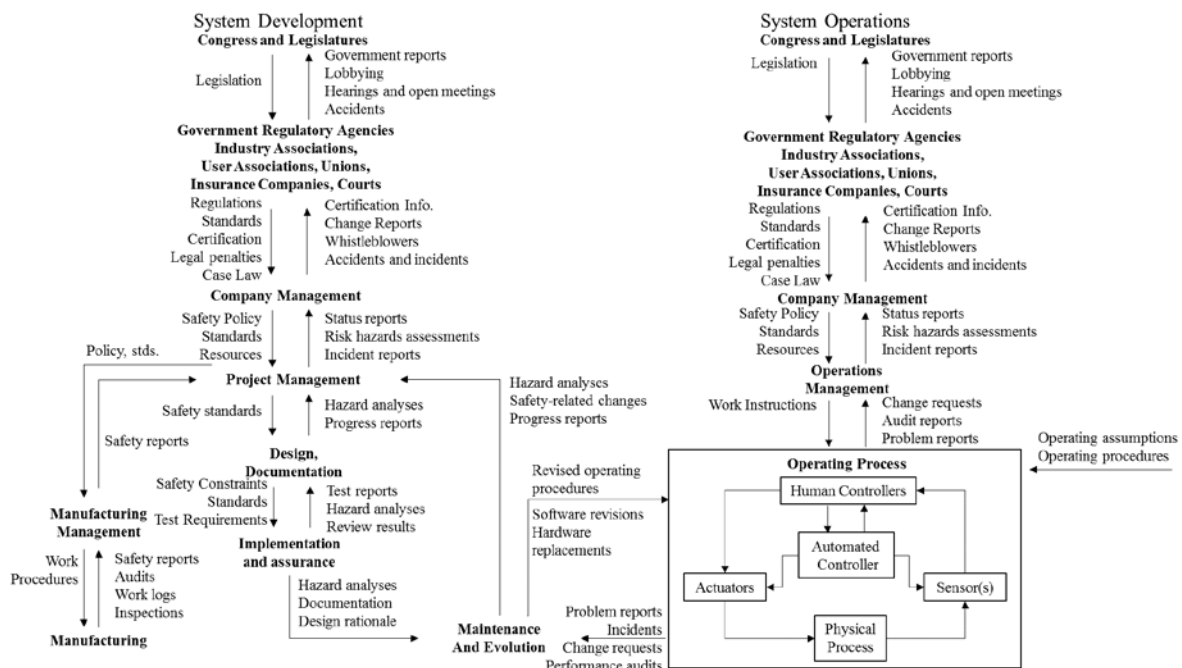 System Development
Congress and Legislatures
Legislation
Government reports
Lobbying
Hearings and open meetings
Accidents
Government Regulatory Agencies
Industry Associations,
User Associations, Unions,
Insurance Companies, Courts
Regulations
Standards
Certification
Legal penalties
Case Law
Certification Info.
Change Reports
Whistleblowers
Accidents and incidents
Company Management
Safety Policy
Standards
Resources
Status reports
Risk hazards assessments
Incident reports
Policy, stds.
Project Management
Safety standards
Hazard analyses
Progress reports
Hazard analyses
Safety-related changes
Progress reports
Safety reports
Design,
Documentation
Safety Constraints
Standards
Test Requirements
Test reports
Hazard analyses
Review results
Manufacturing
Management
Implementation
and assurance
Work
Procedures
Safety reports
Audits
Work logs
Inspections
Manufacturing
Hazard analyses
Documentation
Design rationale
Maintenance
And Evolution
Revised operating
procedures
Software revisions
Hardware
replacements
Problem reports
Incidents
Change requests
Performance audits
System Operations
Congress and Legislatures
Legislation
Government reports
Lobbying
Hearings and open meetings
Accidents
Government Regulatory Agencies
Industry Associations,
User Associations, Unions,
Insurance Companies, Courts
Regulations
Standards
Certification
Legal penalties
Case Law
Certification Info.
Change Reports
Whistleblowers
Accidents and incidents
Company Management
Safety Policy
Standards
Resources
Status reports
Risk hazards assessments
Incident reports
Operations
Management
Work Instructions
Change requests
Audit reports
Problem reports
Operating assumptions
Operating procedures
Operating Process
Human Controllers
Automated
Controller
Actuators
Sensor(s)
Physical
Process